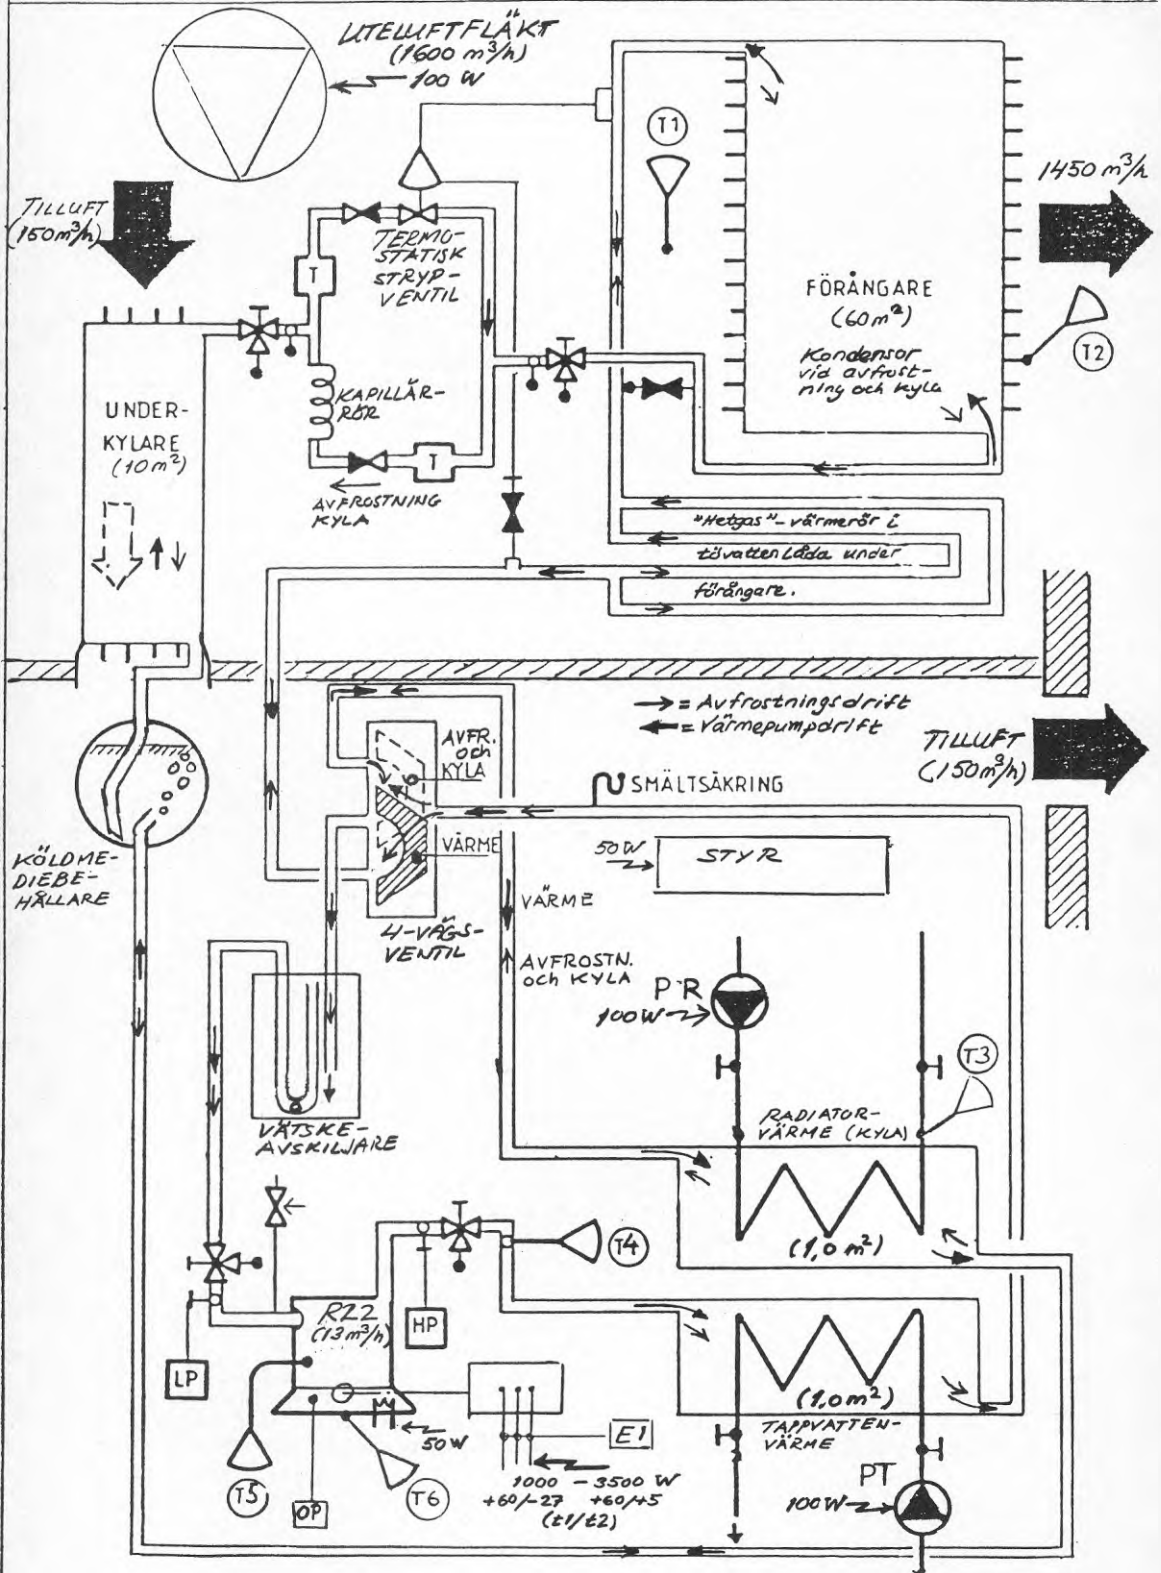 UTELUFTFLÄKT
(1600 m³/h)
100 W
TILLUFT
(150 m³/h)
T1
1450 m³/h
TERMO-
STATISK
STRYP-
VENTIL
T
FÖRÅNGARE
(60 m²)
Kondensor
vid avfrost-
ning och kyla
T2
UNDER-
KYLARE
(10 m²)
KAPILLÄR-
RÖR
T
AVFROSTNING
KYLA
"Hetgas"-värmerör i
tövattenlåda under
förångare.
= Avfrostningsdrift
= Värmepumpdrift
TILLUFT
(150 m³/h)
AVFR.
och
KYLA
SMÄLTSÄKRING
VÄRME
50 W
STYR
KÖLDME-
DIEBE-
HÅLLARE
4-VÄGS-
VENTIL
VÄRME
AVFROSTN.
och KYLA
PR
100 W
T3
VÄTSKE-
AVSKILJARE
RADIATOR-
VÄRME (KYLA)
(1,0 m²)
T4
R22
(13 m³/h)
HP
LP
(1,0 m²)
TAPPVATTEN-
VÄRME
50 W
E1
T5
OP
T6
1000 – 3500 W
+60/-27 +60/+5
(t1/t2)
PT
100 W